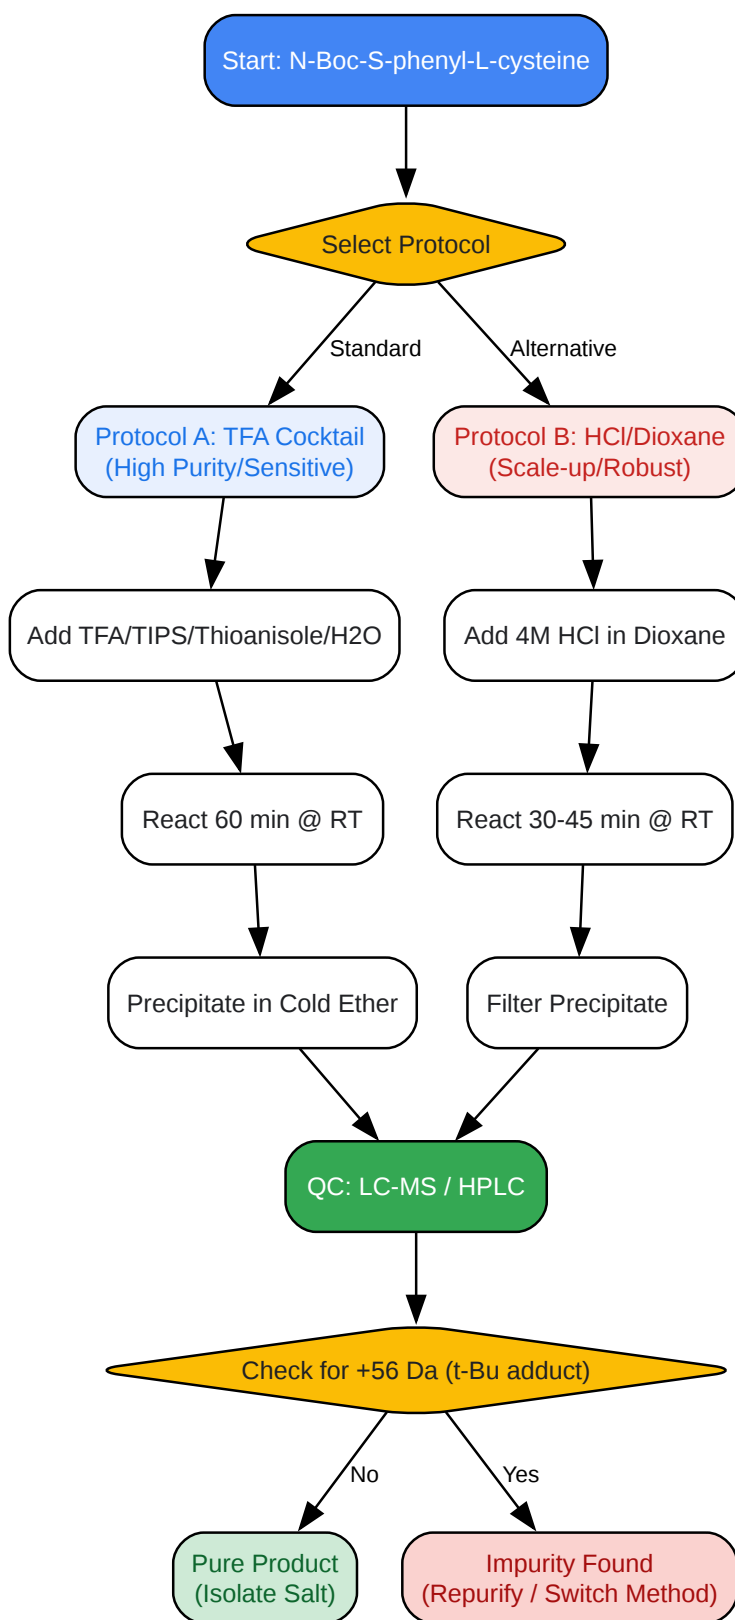 Start: N-Boc-S-phenyl-L-cysteine
Select Protocol
Standard
Alternative
Protocol A: TFA Cocktail
(High Purity/Sensitive)
Protocol B: HCl/Dioxane
(Scale-up/Robust)
Add TFA/TIPS/Thioanisole/H2O
Add 4M HCl in Dioxane
React 60 min @ RT
React 30-45 min @ RT
Precipitate in Cold Ether
Filter Precipitate
QC: LC-MS / HPLC
Check for +56 Da (t-Bu adduct)
No
Yes
Pure Product
(Isolate Salt)
Impurity Found
(Repurify / Switch Method)